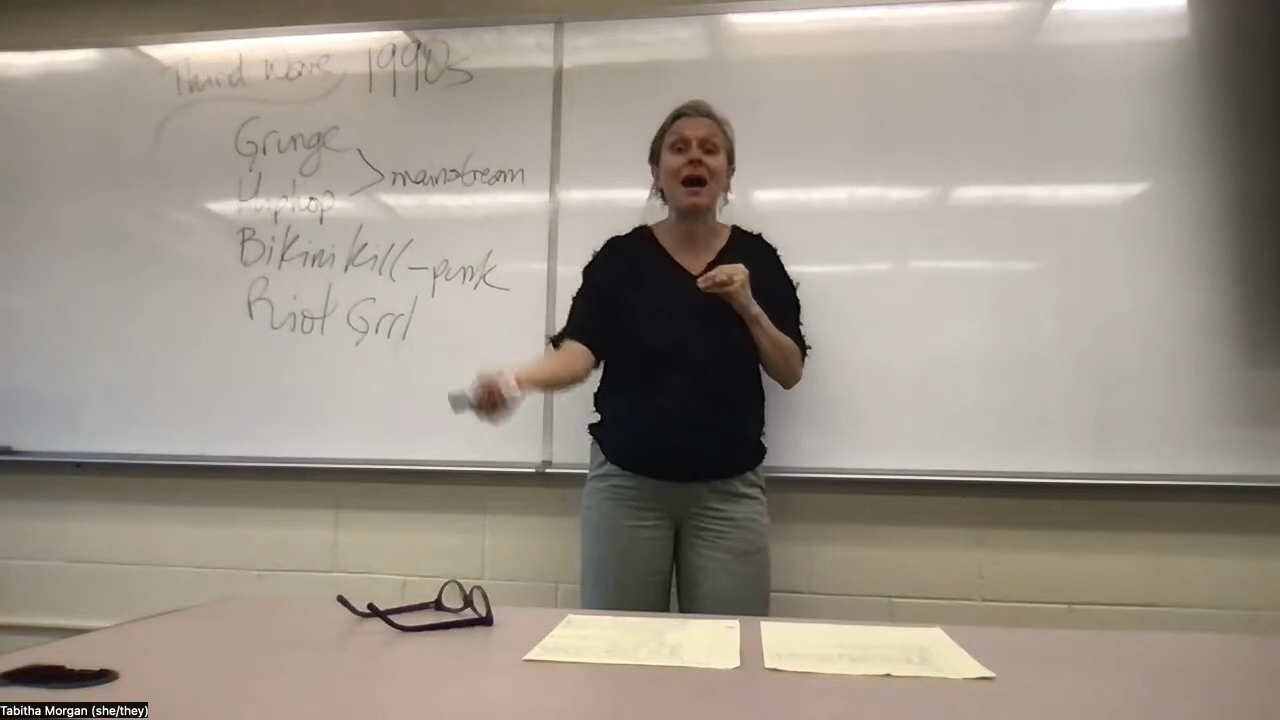 Third Wave 1990s
Grunge
mainstream
Hiphop
Bikini kill - punk
Riot Grrl
Tabitha Morgan (she/they)